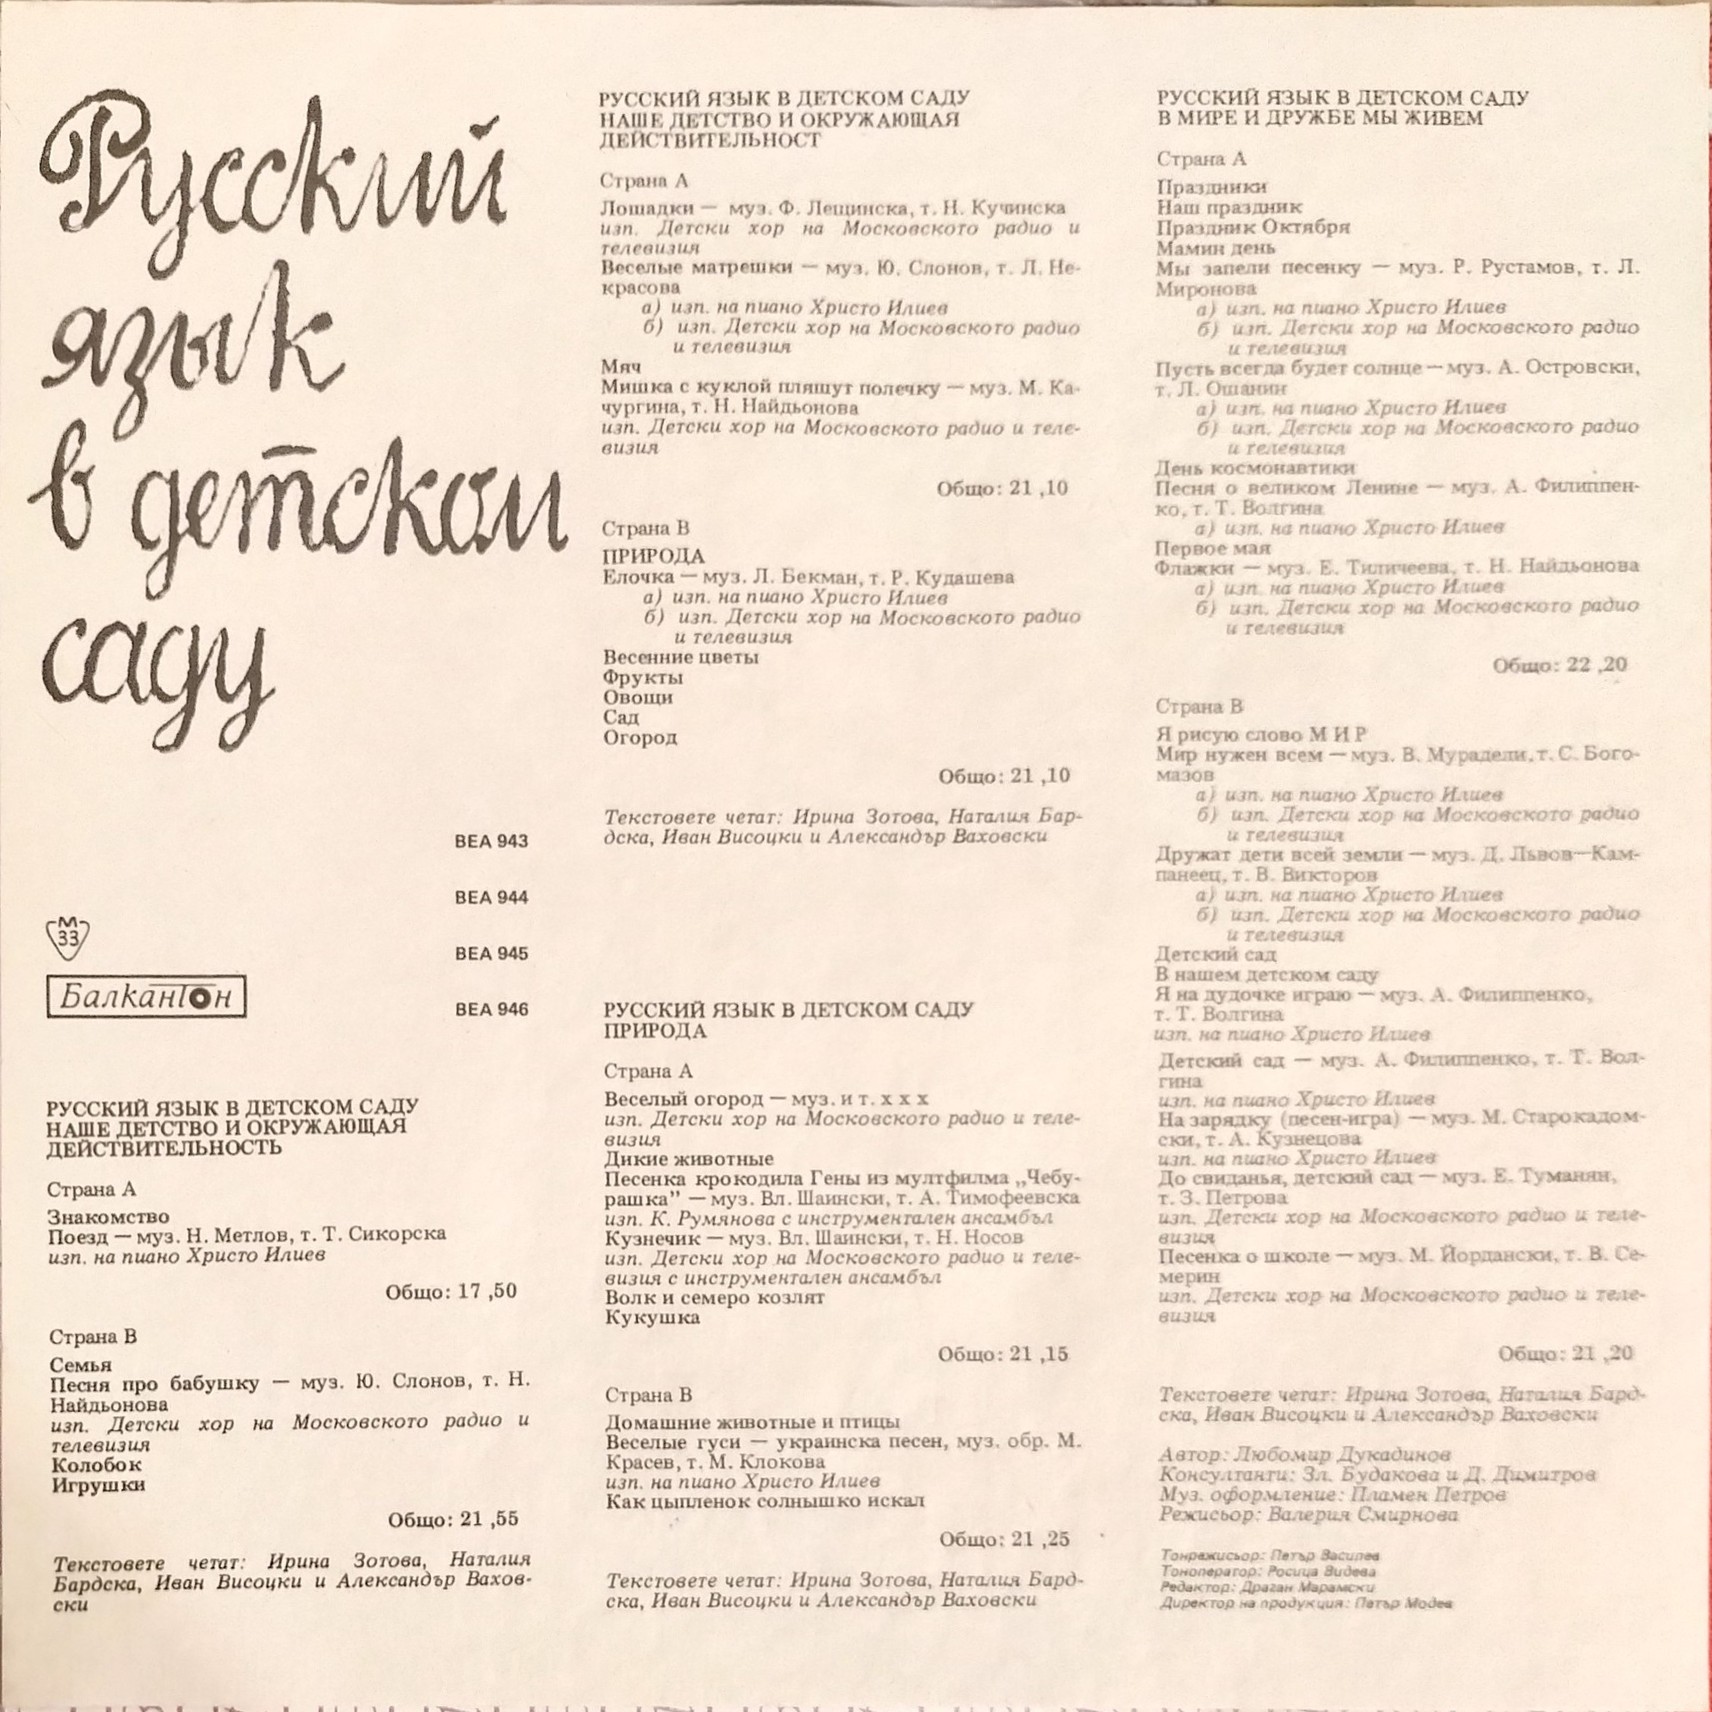 Русский
язык
в детском
саду
ВЕА 943
ВЕА 944
ВЕА 945
ВЕА 946
М
33
Балкантон
РУССКИЙ ЯЗЫК В ДЕТСКОМ САДУ
НАШЕ ДЕТСТВО И ОКРУЖАЮЩАЯ
ДЕЙСТВИТЕЛЬНОСТЬ
Страна А
Знакомство
Поезд — муз. Н. Метлов, т. Т. Сикорска
изп. на пиано Христо Илиев
Общо: 17 ,50
Страна В
Семья
Песня про бабушку — муз. Ю. Слонов, т. Н.
Найдьонова
изп. Детски хор на Московското радио и
телевизия
Колобок
Игрушки
Общо: 21 ,55
Текстовете четат: Ирина Зотова, Наталия
Бардска, Иван Висоцки и Александър Вахов-
ски
РУССКИЙ ЯЗЫК В ДЕТСКОМ САДУ
НАШЕ ДЕТСТВО И ОКРУЖАЮЩАЯ
ДЕЙСТВИТЕЛЬНОСТ
Страна А
Лошадки — муз. Ф. Лещинска, т. Н. Кучинска
изп. Детски хор на Московското радио и
телевизия
Веселые матрешки — муз. Ю. Слонов, т. Л. Не-
красова
а) изп. на пиано Христо Илиев
б) изп. Детски хор на Московското радио
и телевизия
Мяч
Мишка с куклой пляшут полечку — муз. М. Ка-
чургина, т. Н. Найдьонова
изп. Детски хор на Московското радио и теле-
визия
Общо: 21 ,10
Страна В
ПРИРОДА
Елочка — муз. Л. Бекман, т. Р. Кудашева
а) изп. на пиано Христо Илиев
б) изп. Детски хор на Московското радио
и телевизия
Весенние цветы
Фрукты
Овощи
Сад
Огород
Общо: 21 ,10
Текстовете четат: Ирина Зотова, Наталия Бар-
дска, Иван Висоцки и Александър Ваховски
РУССКИЙ ЯЗЫК В ДЕТСКОМ САДУ
ПРИРОДА
Страна А
Веселый огород — муз. и т. х х х
изп. Детски хор на Московското радио и теле-
визия
Дикие животные
Песенка крокодила Гены из мултфилма „Чебу-
рашка” — муз. Вл. Шаински, т. А. Тимофеевска
изп. К. Румянова с инструментален ансамбъл
Кузнечик — муз. Вл. Шаински, т. Н. Носов
изп. Детски хор на Московското радио и теле-
визия с инструментален ансамбъл
Волк и семеро козлят
Кукушка
Общо: 21 ,15
Страна В
Домашние животные и птицы
Веселые гуси — украинска песен, муз. обр. М.
Красев, т. М. Клокова
изп. на пиано Христо Илиев
Как цыпленок солнышко искал
Общо: 21 ,25
Текстовете четат: Ирина Зотова, Наталия Бард-
ска, Иван Висоцки и Александър Ваховски
РУССКИЙ ЯЗЫК В ДЕТСКОМ САДУ
В МИРЕ И ДРУЖБЕ МЫ ЖИВЕМ
Страна А
Праздники
Наш праздник
Праздник Октября
Мамин день
Мы запели песенку — муз. Р. Рустамов, т. Л.
Миронова
а) изп. на пиано Христо Илиев
б) изп. Детски хор на Московското радио
и телевизия
Пусть всегда будет солнце — муз. А. Островски,
т. Л. Ошанин
а) изп. на пиано Христо Илиев
б) изп. Детски хор на Московското радио
и телевизия
День космонавтики
Песня о великом Ленине — муз. А. Филиппен-
ко, т. Т. Волгина
а) изп. на пиано Христо Илиев
Первое мая
Флажки — муз. Е. Тиличеева, т. Н. Найдьонова
а) изп. на пиано Христо Илиев
б) изп. Детски хор на Московското радио
и телевизия
Общо: 22 ,20
Страна В
Я рисую слово М И Р
Мир нужен всем — муз. В. Мурадели, т. С. Бого-
мазов
а) изп. на пиано Христо Илиев
б) изп. Детски хор на Московското радио
и телевизия
Дружат дети всей земли — муз. Д. Львов—Кам-
панеец, т. В. Викторов
а) изп. на пиано Христо Илиев
б) изп. Детски хор на Московското радио
и телевизия
Детский сад
В нашем детском саду
Я на дудочке играю — муз. А. Филиппенко,
т. Т. Волгина
изп. на пиано Христо Илиев
Детский сад — муз. А. Филиппенко, т. Т. Вол-
гина
изп. на пиано Христо Илиев
На зарядку (песен-игра) — муз. М. Старокадом-
ски, т. А. Кузнецова
изп. на пиано Христо Илиев
До свиданья, детский сад — муз. Е. Туманян,
т. З. Петрова
изп. Детски хор на Московското радио и теле-
визия
Песенка о школе — муз. М. Йордански, т. В. Се-
мерин
изп. Детски хор на Московското радио и теле-
визия
Общо: 21 ,20
Текстовете четат: Ирина Зотова, Наталия Бард-
ска, Иван Висоцки и Александър Ваховски
Автор: Любомир Дукадинов
Консултанти: Зл. Будакова и Д. Димитров
Муз. оформление: Пламен Петров
Режисьор: Валерия Смирнова
Тонрежисьор: Петър Василев
Тоноператор: Росица Видева
Редактор: Драган Марамски
Директор на продукция: Петър Модев